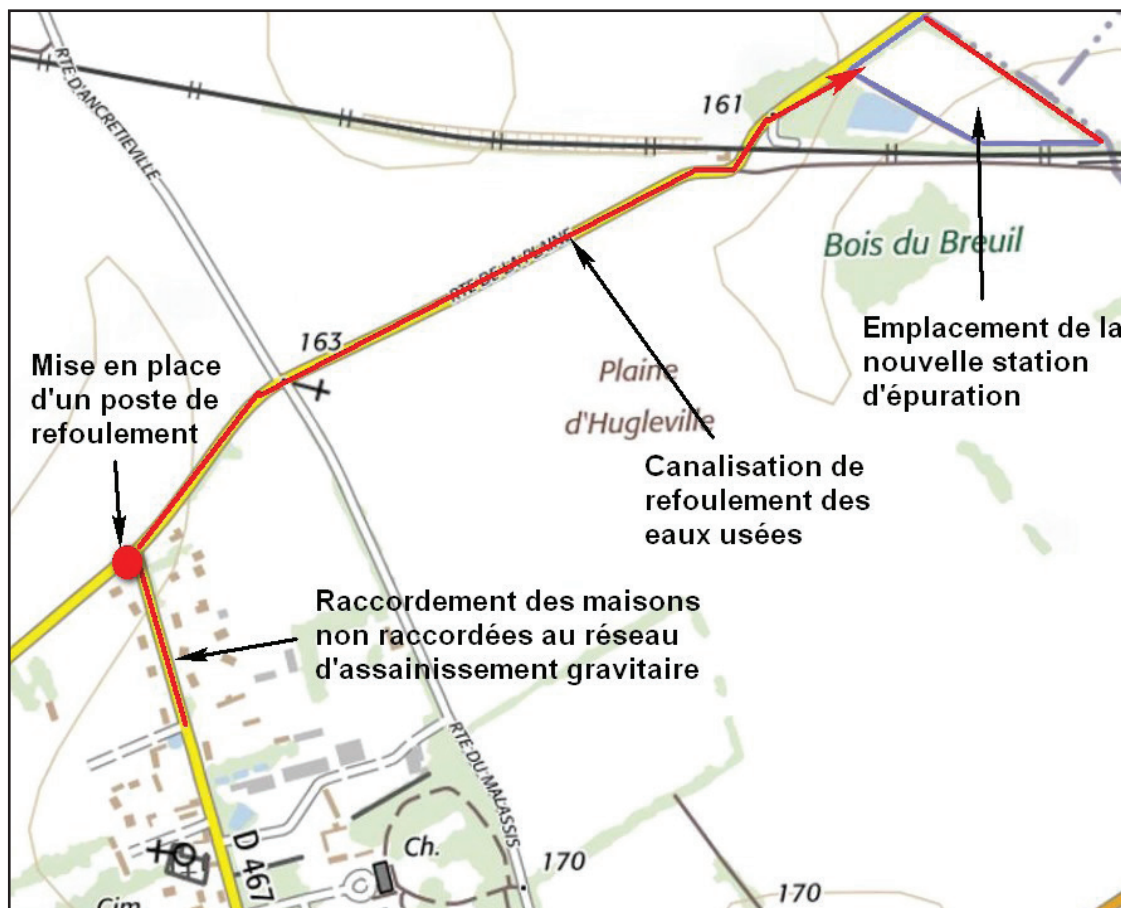 RTE D'ANCRETIEVILLE
161
Bois du Breuil
RTE DE LA PLAINE
Emplacement de la
nouvelle station
d'épuration
163
Mise en place
d'un poste de
refoulement
Plaine
d'Hugleville
Canalisation de
refoulement des
eaux usées
Raccordement des maisons
non raccordées au réseau
d'assainissement gravitaire
RTE DU MALASSIS
D 467
Ch.
170
170
Cim